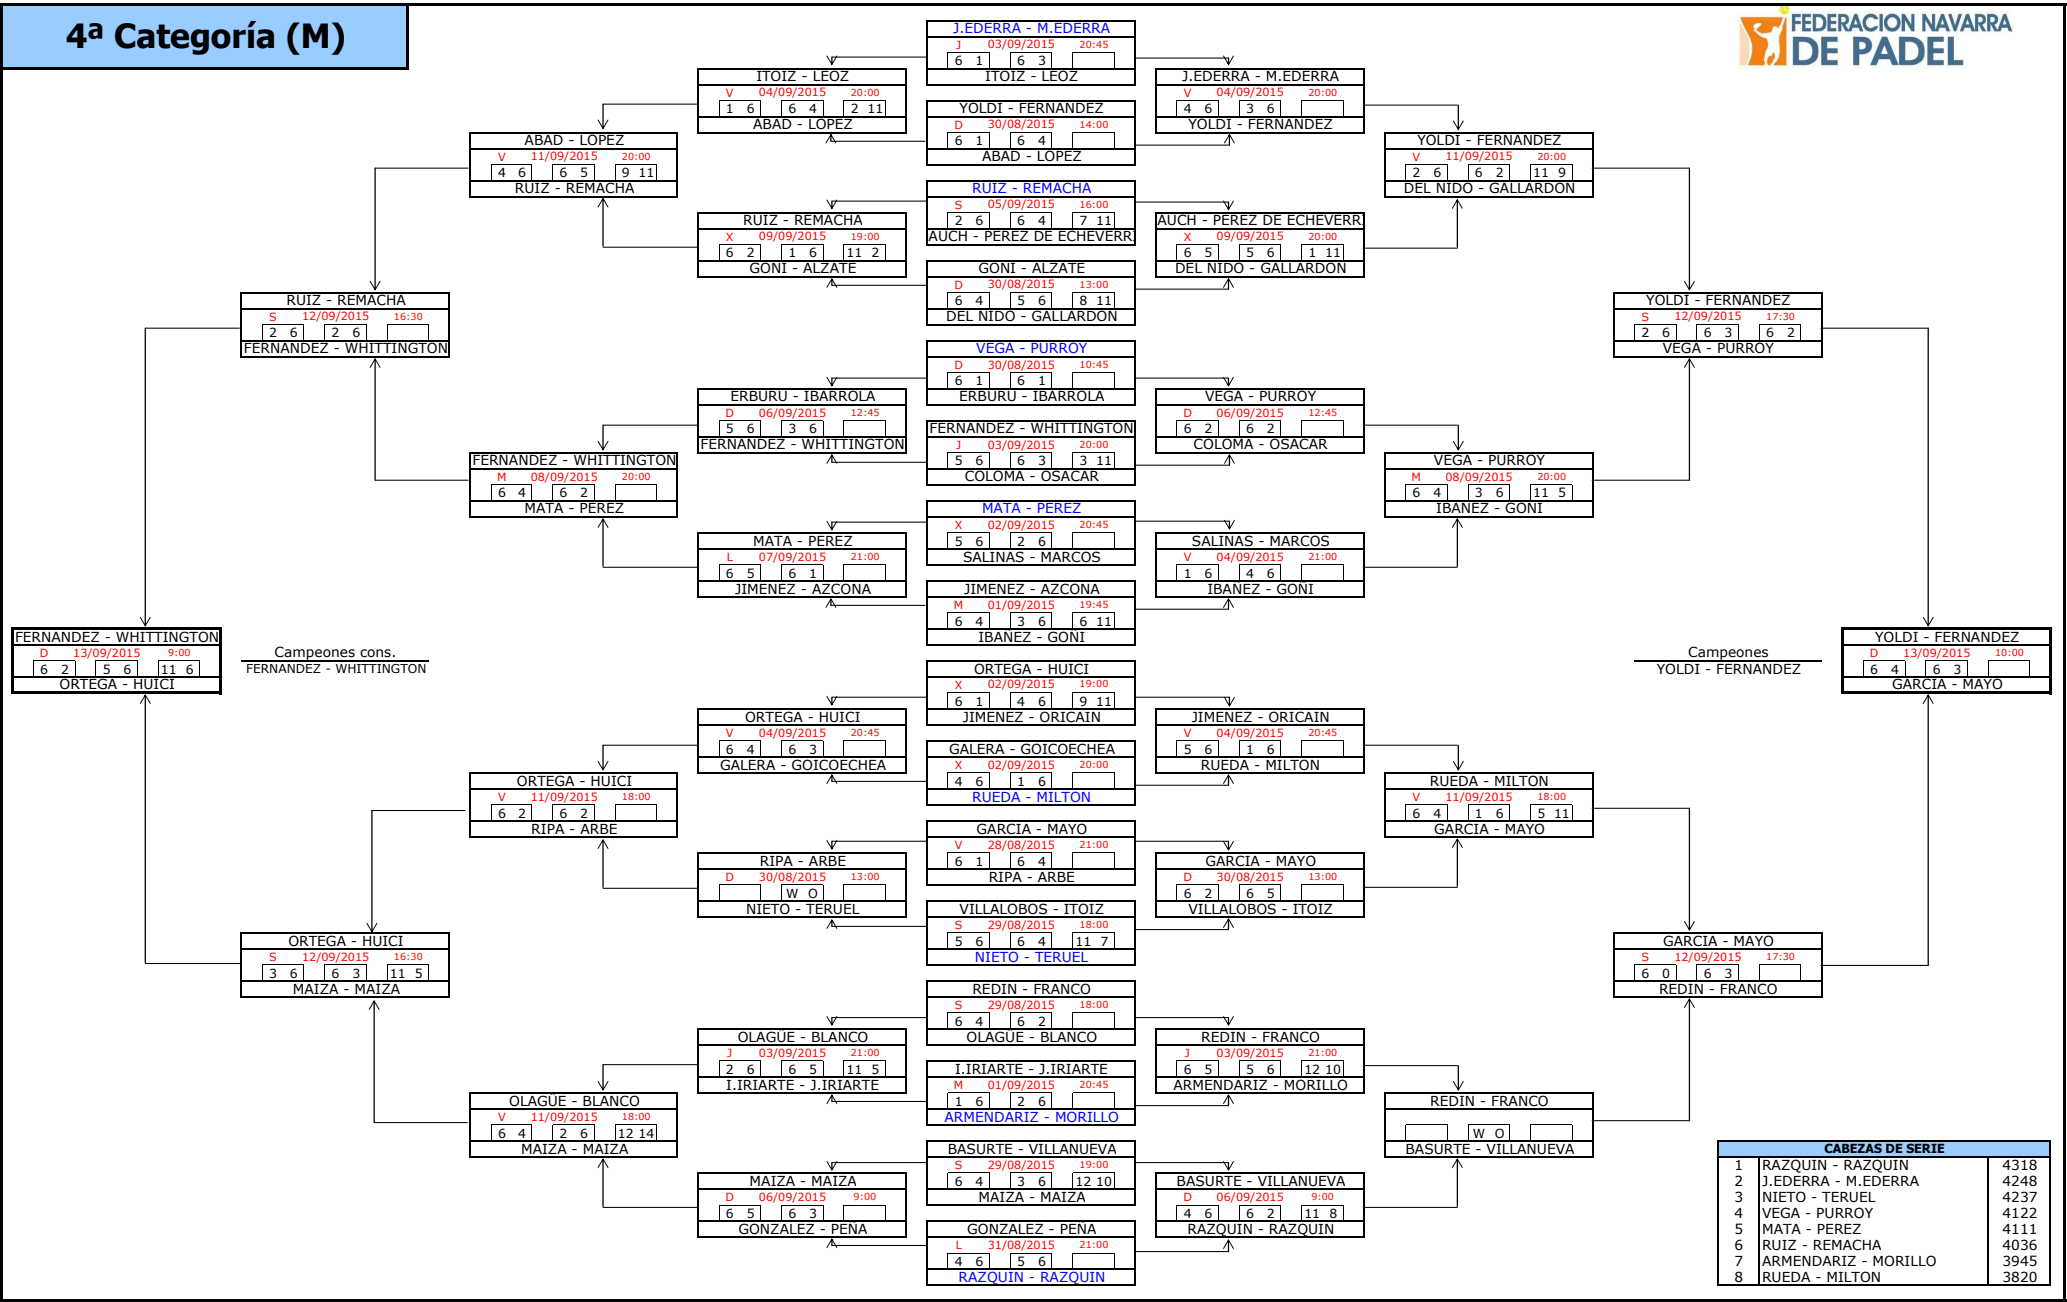 4ª Categoría (M)
FEDERACION NAVARRA
DE PADEL
J.EDERRA - M.EDERRA
J 03/09/2015 20:45
6 1 6 3
ITOIZ - LEOZ
YOLDI - FERNANDEZ
D 30/08/2015 14:00
6 1 6 4
ABAD - LOPEZ
RUIZ - REMACHA
S 05/09/2015 16:00
2 6 6 4 7 11
AUCH - PEREZ DE ECHEVERR
GOÑI - ALZATE
D 30/08/2015 13:00
6 4 5 6 8 11
DEL NIDO - GALLARDON
VEGA - PURROY
D 30/08/2015 10:45
6 1 6 1
ERBURU - IBARROLA
FERNANDEZ - WHITTINGTON
J 03/09/2015 20:00
5 6 6 3 3 11
COLOMA - OSACAR
MATA - PEREZ
X 02/09/2015 20:45
5 6 2 6
SALINAS - MARCOS
JIMENEZ - AZCONA
M 01/09/2015 19:45
6 4 3 6 6 11
IBAÑEZ - GOÑI
ORTEGA - HUICI
X 02/09/2015 19:00
6 1 4 6 9 11
JIMENEZ - ORICAIN
GALERA - GOICOECHEA
X 02/09/2015 20:00
4 6 1 6
RUEDA - MILTON
GARCIA - MAYO
V 28/08/2015 21:00
6 1 6 4
RIPA - ARBE
VILLALOBOS - ITOIZ
S 29/08/2015 18:00
5 6 6 4 11 7
NIETO - TERUEL
REDIN - FRANCO
S 29/08/2015 18:00
6 4 6 2
OLAGÜE - BLANCO
I.IRIARTE - J.IRIARTE
M 01/09/2015 20:45
1 6 2 6
ARMENDARIZ - MORILLO
BASURTE - VILLANUEVA
S 29/08/2015 19:00
6 4 3 6 12 10
MAIZA - MAIZA
GONZALEZ - PEÑA
L 31/08/2015 21:00
4 6 5 6
RAZQUIN - RAZQUIN
ITOIZ - LEOZ
V 04/09/2015 20:00
1 6 6 4 2 11
ABAD - LOPEZ
RUIZ - REMACHA
X 09/09/2015 19:00
6 2 1 6 11 2
GOÑI - ALZATE
ERBURU - IBARROLA
D 06/09/2015 12:45
5 6 3 6
FERNANDEZ - WHITTINGTON
MATA - PEREZ
L 07/09/2015 21:00
6 5 6 1
JIMENEZ - AZCONA
ORTEGA - HUICI
V 04/09/2015 20:45
6 4 6 3
GALERA - GOICOECHEA
RIPA - ARBE
D 30/08/2015 13:00
W O
NIETO - TERUEL
OLAGÜE - BLANCO
J 03/09/2015 21:00
2 6 6 5 11 5
I.IRIARTE - J.IRIARTE
MAIZA - MAIZA
D 06/09/2015 9:00
6 5 6 3
GONZALEZ - PEÑA
ABAD - LOPEZ
V 11/09/2015 20:00
4 6 6 5 9 11
RUIZ - REMACHA
FERNANDEZ - WHITTINGTON
M 08/09/2015 20:00
6 4 6 2
MATA - PEREZ
ORTEGA - HUICI
V 11/09/2015 18:00
6 2 6 2
RIPA - ARBE
OLAGÜE - BLANCO
V 11/09/2015 18:00
6 4 2 6 12 14
MAIZA - MAIZA
RUIZ - REMACHA
S 12/09/2015 16:30
2 6 2 6
FERNANDEZ - WHITTINGTON
ORTEGA - HUICI
S 12/09/2015 16:30
3 6 6 3 11 5
MAIZA - MAIZA
FERNANDEZ - WHITTINGTON
D 13/09/2015 9:00
6 2 5 6 11 6
ORTEGA - HUICI
Campeones cons.
FERNANDEZ - WHITTINGTON
J.EDERRA - M.EDERRA
V 04/09/2015 20:00
4 6 3 6
YOLDI - FERNANDEZ
AUCH - PEREZ DE ECHEVERR
X 09/09/2015 20:00
6 5 5 6 1 11
DEL NIDO - GALLARDON
VEGA - PURROY
D 06/09/2015 12:45
6 2 6 2
COLOMA - OSACAR
SALINAS - MARCOS
V 04/09/2015 21:00
1 6 4 6
IBAÑEZ - GOÑI
JIMENEZ - ORICAIN
V 04/09/2015 20:45
5 6 1 6
RUEDA - MILTON
GARCIA - MAYO
D 30/08/2015 13:00
6 2 6 5
VILLALOBOS - ITOIZ
REDIN - FRANCO
J 03/09/2015 21:00
6 5 5 6 12 10
ARMENDARIZ - MORILLO
BASURTE - VILLANUEVA
D 06/09/2015 9:00
4 6 6 2 11 8
RAZQUIN - RAZQUIN
YOLDI - FERNANDEZ
V 11/09/2015 20:00
2 6 6 2 11 9
DEL NIDO - GALLARDON
VEGA - PURROY
M 08/09/2015 20:00
6 4 3 6 11 5
IBAÑEZ - GOÑI
RUEDA - MILTON
V 11/09/2015 18:00
6 4 1 6 5 11
GARCIA - MAYO
REDIN - FRANCO
W O
BASURTE - VILLANUEVA
YOLDI - FERNANDEZ
S 12/09/2015 17:30
2 6 6 3 6 2
VEGA - PURROY
GARCIA - MAYO
S 12/09/2015 17:30
6 0 6 3
REDIN - FRANCO
Campeones
YOLDI - FERNANDEZ
YOLDI - FERNANDEZ
D 13/09/2015 10:00
6 4 6 3
GARCIA - MAYO
CABEZAS DE SERIE
1 RAZQUIN - RAZQUIN 4318
2 J.EDERRA - M.EDERRA 4248
3 NIETO - TERUEL 4237
4 VEGA - PURROY 4122
5 MATA - PEREZ 4111
6 RUIZ - REMACHA 4036
7 ARMENDARIZ - MORILLO 3945
8 RUEDA - MILTON 3820